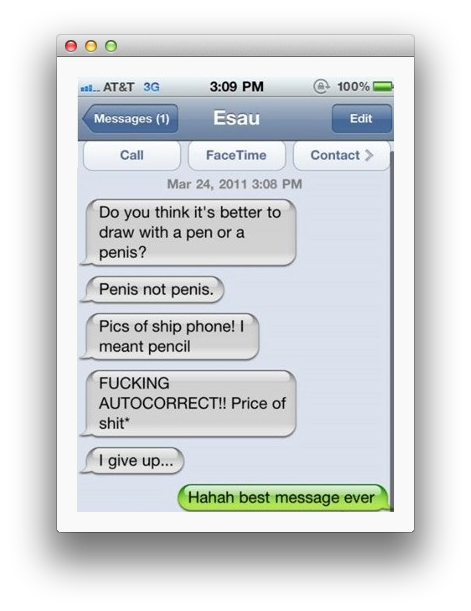 AT&T 3G 3:09 PM 100%
Messages (1) Esau Edit
Call FaceTime Contact
Mar 24, 2011 3:08 PM
Do you think it's better to
draw with a pen or a
penis?
Penis not penis.
Pics of ship phone! I
meant pencil
FUCKING
AUTOCORRECT!! Price of
shit*
I give up...
Hahah best message ever